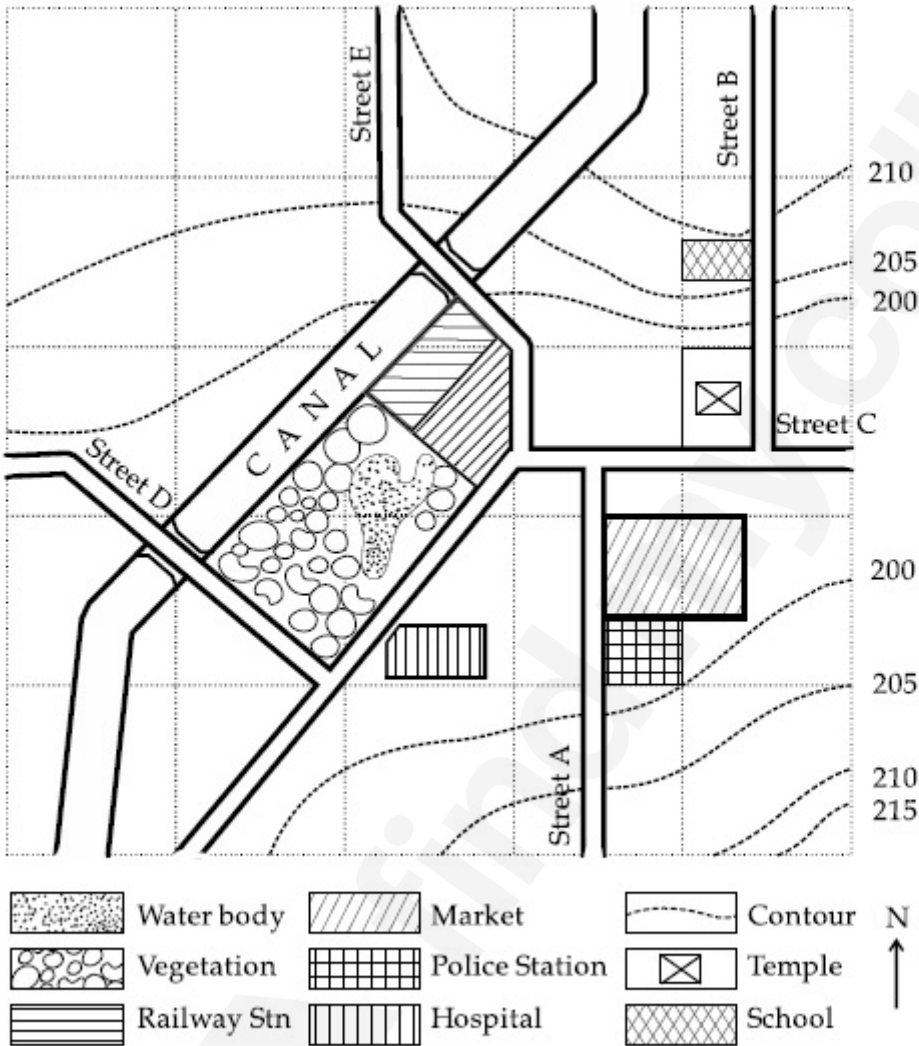 Street E
Street B
210
205
200
CANAL
Street C
Street D
200
205
210
215
Street A
Water body
Market
Contour
N
Vegetation
Police Station
Temple
Railway Stn
Hospital
School